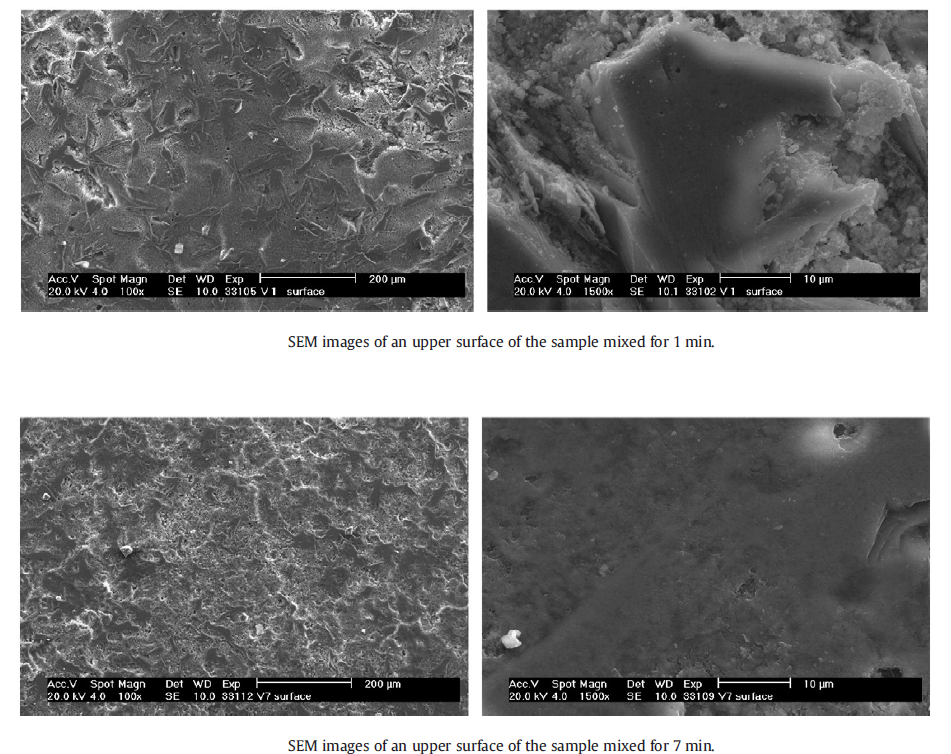 Acc.V Spot Magn Det WD Exp 200 µm
20.0 kV 4.0 100x SE 10.0 33105 V 1 surface
Acc.V Spot Magn Det WD Exp 10 µm
20.0 kV 4.0 1500x SE 10.1 33102 V 1 surface
SEM images of an upper surface of the sample mixed for 1 min.
Acc.V Spot Magn Det WD Exp 200 µm
20.0 kV 4.0 100x SE 10.0 33112 V7 surface
Acc.V Spot Magn Det WD Exp 10 µm
20.0 kV 4.0 1500x SE 10.0 33109 V7 surface
SEM images of an upper surface of the sample mixed for 7 min.